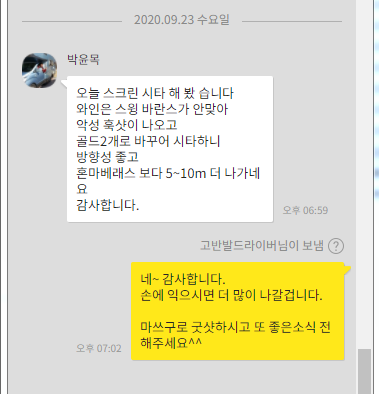 2020.09.23 수요일
박윤목
오늘 스크린 시타 해 봤 습니다
와인은 스윙 바란스가 안맞아
악성 훅샷이 나오고
골드2개로 바꾸어 시타하니
방향성 좋고
혼마베래스 보다 5~10m 더 나가네
요
감사합니다.
오후 06:59
고반발드라이버님이 보냄 ?
네~ 감사합니다.
손에 익으시면 더 많이 나갈겁니다.
마쓰구로 굿샷하시고 또 좋은소식 전
해주세요^^
오후 07:02